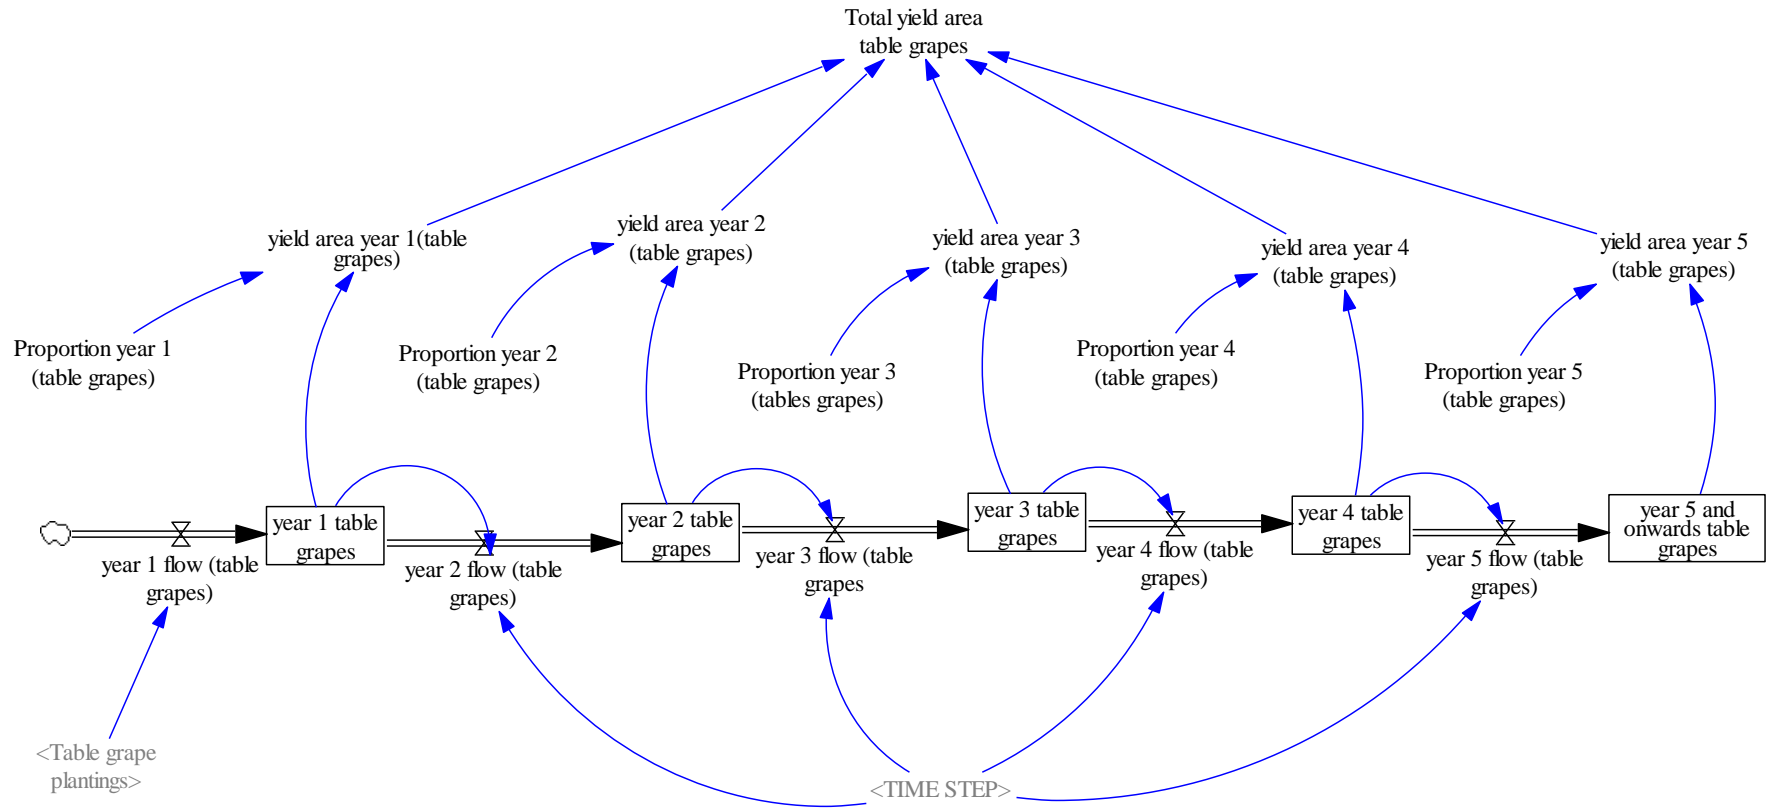 Total yield area
table grapes
yield area year 1(table
grapes)
yield area year 2
(table grapes)
yield area year 3
(table grapes)
yield area year 4
(table grapes)
yield area year 5
(table grapes)
Proportion year 1
(table grapes)
Proportion year 2
(table grapes)
Proportion year 3
(tables grapes)
Proportion year 4
(table grapes)
Proportion year 5
(table grapes)
year 1 table
grapes
year 2 table
grapes
year 3 table
grapes
year 4 table
grapes
year 5 and
onwards table
grapes
year 1 flow (table
grapes)
year 2 flow (table
grapes)
year 3 flow (table
grapes
year 4 flow (table
grapes)
year 5 flow (table
grapes)
<Table grape
plantings>
<TIME STEP>